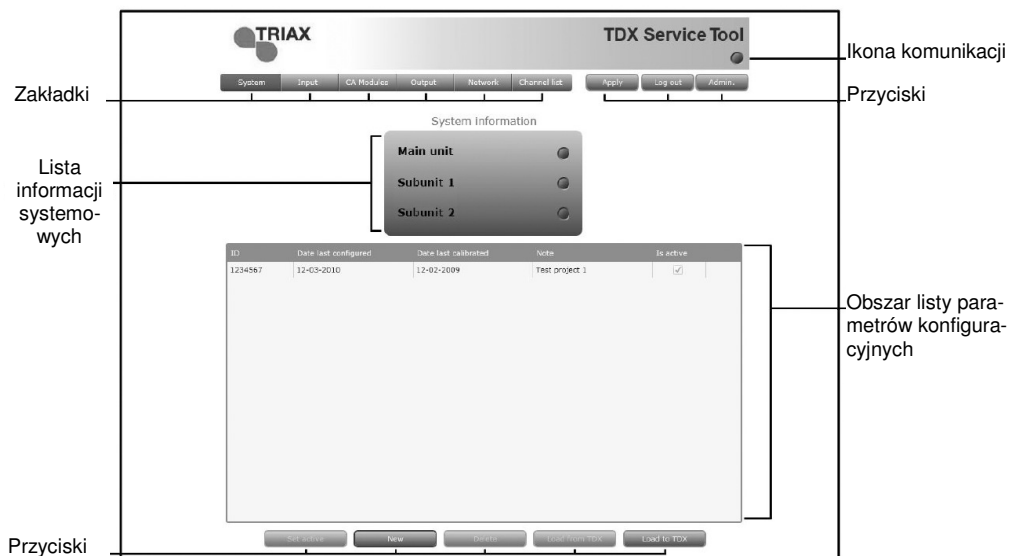 TRIAX
TDX Service Tool
Ikona komunikacji
System Input CA Modules Output Network Channel list Apply Log out Admin.
Zakładki
Przyciski
System Information
Main unit
Subunit 1
Subunit 2
Lista
informacji
systemo-
wych
ID Date last configured Date last calibrated Note Is active
1234567 12-03-2010 12-02-2009 Test project 1
Obszar listy para-
metrów konfigura-
cyjnych
Set active New Delete Load from TDX Load to TDX
Przyciski